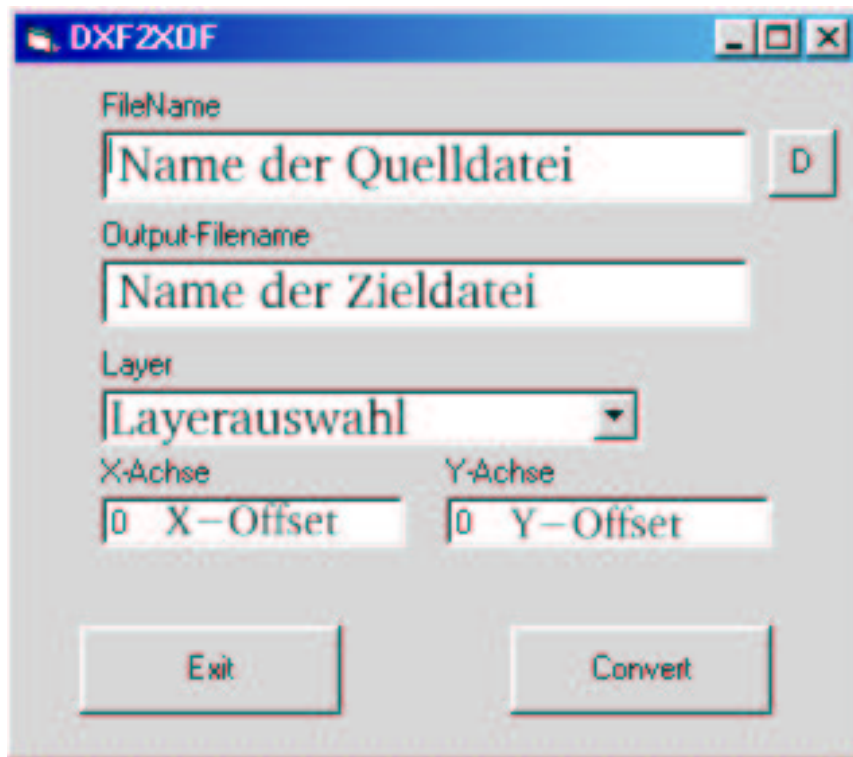 DXF2XOF
FileName
Name der Quelldatei D
Output-Filename
Name der Zieldatei
Layer
Layerauswahl
X-Achse Y-Achse
0 X–Offset 0 Y–Offset
Exit Convert